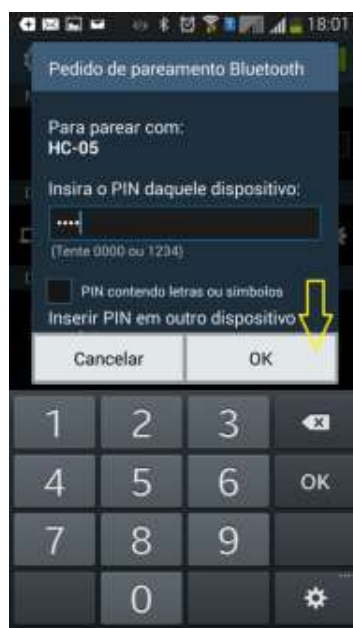 18:01
Pedido de pareamento Bluetooth
Para parear com:
HC-05
Insira o PIN daquele dispositivo:
••••
(Tente 0000 ou 1234)
PIN contendo letras ou símbolos
Inserir PIN em outro dispositivo
Cancelar OK
1 2 3
4 5 6 OK
7 8 9
0